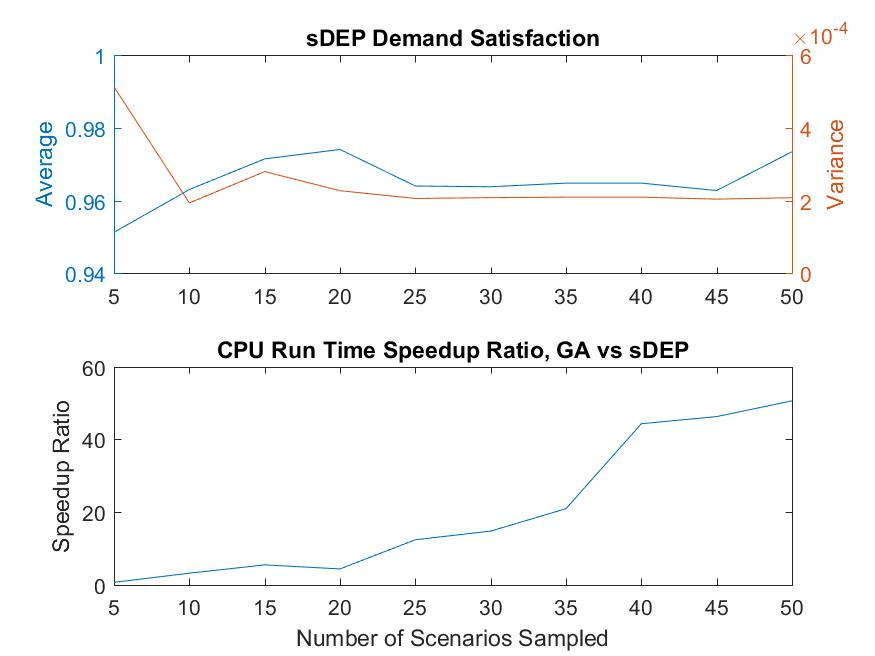 sDEP Demand Satisfaction
×10-4
1
0.98
0.96
0.94
Average
6
4
2
0
Variance
5 10 15 20 25 30 35 40 45 50
CPU Run Time Speedup Ratio, GA vs sDEP
60
40
20
0
Speedup Ratio
5 10 15 20 25 30 35 40 45 50
Number of Scenarios Sampled